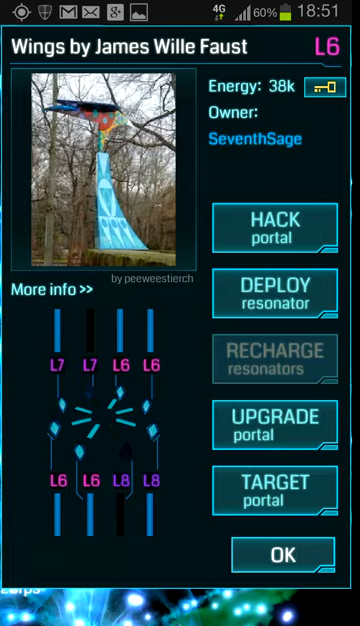 4G 60% 18:51
Wings by James Wille Faust L6
Energy: 38k
Owner:
SeventhSage
by peeweestierch
More info >>
HACK
portal
DEPLOY
resonator
RECHARGE
resonators
UPGRADE
portal
TARGET
portal
OK
L7 L7 L6 L6
L6 L6 L8 L8